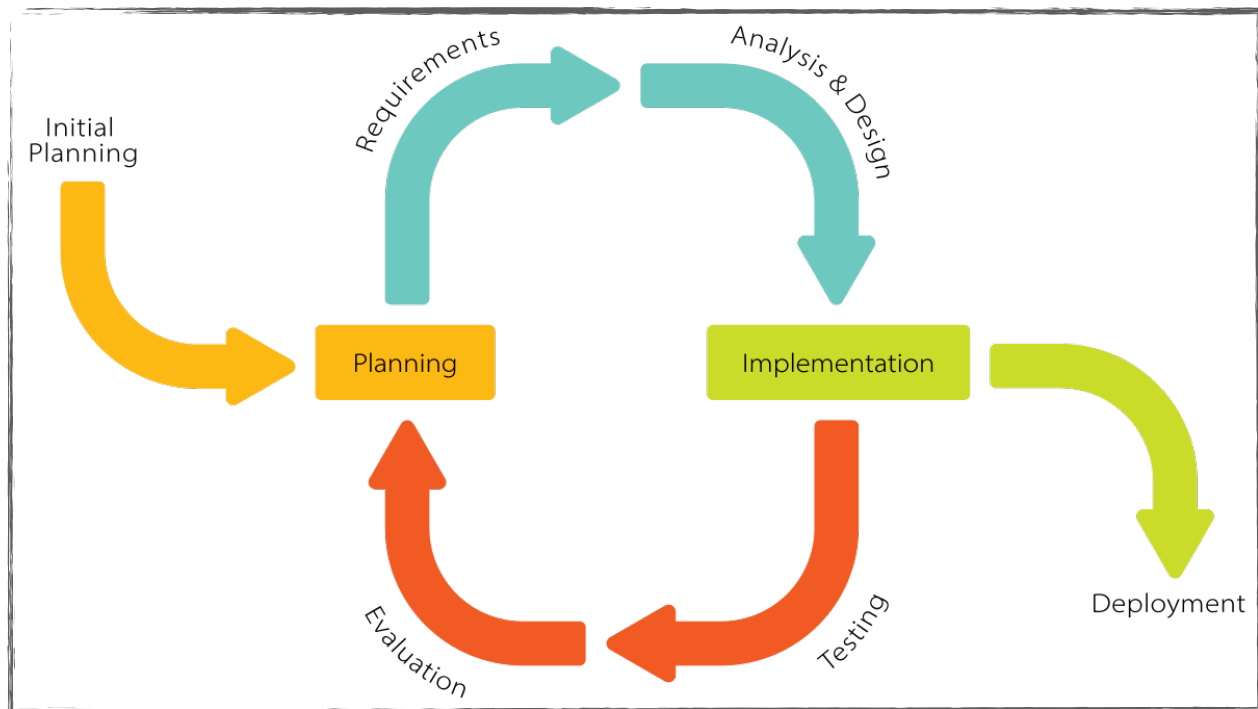 Initial
Planning
Requirements
Analysis & Design
Planning
Implementation
Evaluation
Testing
Deployment